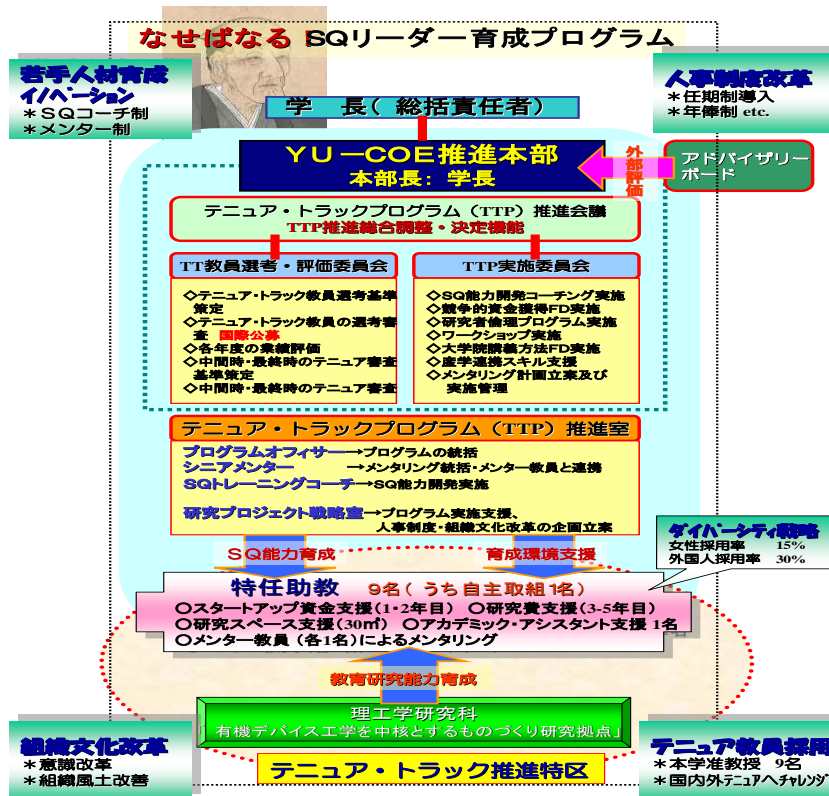 なせばなる！SQリーダー育成プログラム
若手人材育成
イノベーション
＊ＳＱコーチ制
＊メンター制
人事制度改革
＊任期制導入
＊年俸制 etc.
学　長（ 総括責任者）
ＹＵ－ＣＯＥ推進本部
本部長： 学長
外部評価
アドバイザリー
ボード
テニュア・トラックプログラム（TTP）推進会議
TTP推進総合調整・決定機能
TT教員選考・評価委員会
◇テニュア・トラック教員選考基準
策定
◇テニュア・トラック教員の選考審
査 国際公募
◇各年度の業績評価
◇中間時・最終時のテニュア審査
基準策定
◇中間時・最終時のテニュア審査
TTP実施委員会
◇SQ能力開発コーチング実施
◇競争的資金獲得FD実施
◇研究者倫理プログラム実施
◇ワークショップ実施
◇大学院講義方法FD実施
◇産学連携スキル支援
◇メンタリング計画立案及び
実施管理
テニュア・トラックプログラム（TTP）推進室
プログラムオフィサー→プログラムの統括
シニアメンター　→メンタリング統括・メンター教員と連携
SQトレーニングコーチ→SQ能力開発実施
研究プロジェクト戦略室→プログラム実施支援、
人事制度・組織文化改革の企画立案
ＳＱ能力育成
育成環境支援
ダイバーシティ戦略
女性採用率　15%
外国人採用率　30%
特任助教　9名（ うち自主取組1名）
○スタートアップ資金支援（1・2年目）　○研究費支援（3-5年目）
○研究スペース支援（30㎡）　○アカデミック・アシスタント支援 1名
○メンター教員（各1名）によるメンタリング
教育研究能力育成
理工学研究科
有機デバイス工学を中核とするものづくり研究拠点」
テニュア・トラック推進特区
組織文化改革
＊意識改革
＊組織風土改善
テニュア教員採用
＊本学准教授　9名
＊国内外テニュアへチャレンジ